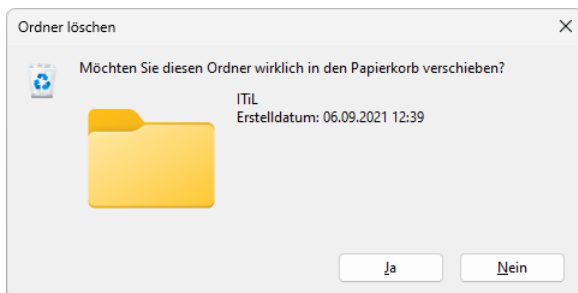 Ordner löschen
Möchten Sie diesen Ordner wirklich in den Papierkorb verschieben?
ITiL
Erstelldatum: 06.09.2021 12:39
Ja
Nein